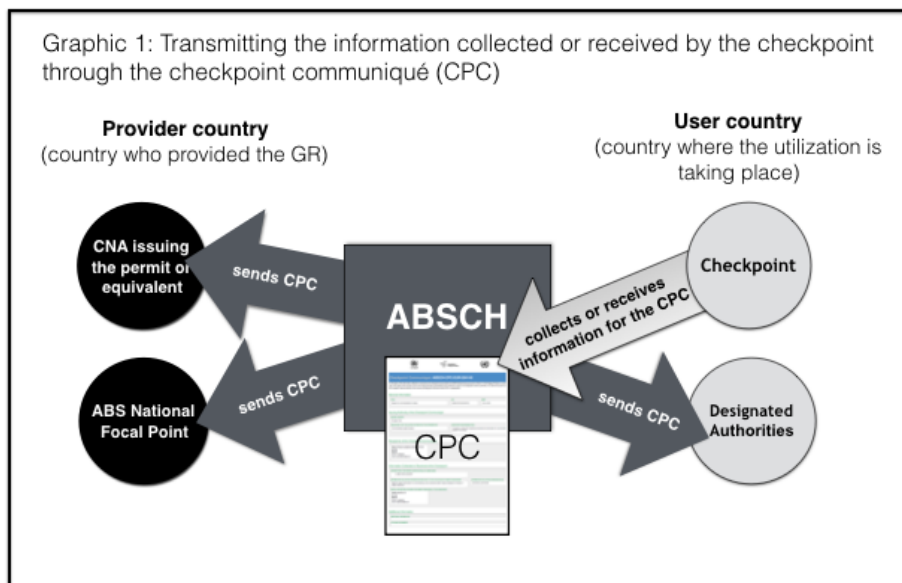 Graphic 1: Transmitting the information collected or received by the checkpoint
through the checkpoint communiqué (CPC)
Provider country
(country who provided the GR)
User country
(country where the utilization is
taking place)
CNA issuing
the permit or
equivalent
sends CPC
ABSCH
collects or receives
information for the CPC
Checkpoint
ABS National
Focal Point
sends CPC
CPC
sends CPC
Designated
Authorities